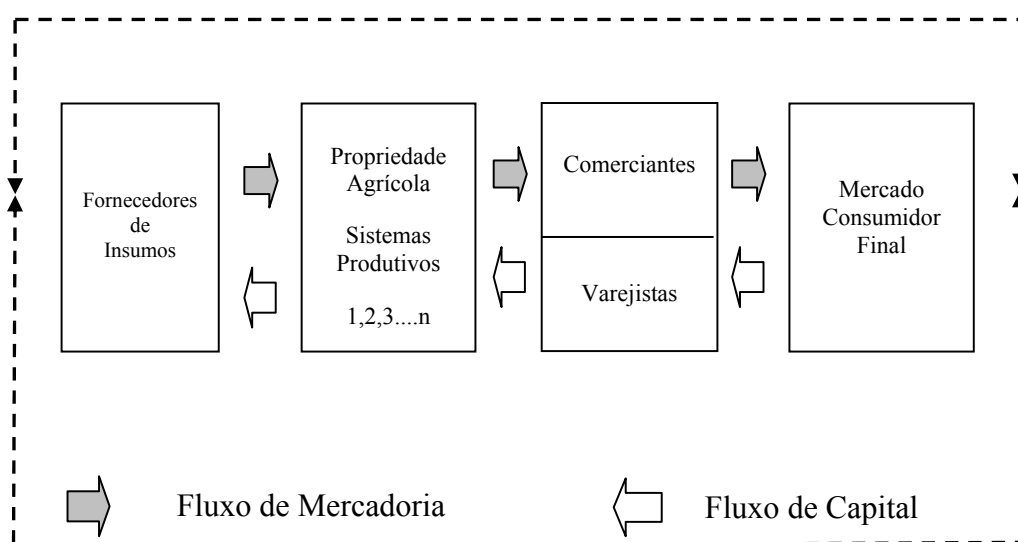 Fornecedores
de
Insumos
Propriedade
Agrícola
Sistemas
Produtivos
1,2,3....n
Comerciantes
Varejistas
Mercado
Consumidor
Final
Fluxo de Mercadoria
Fluxo de Capital